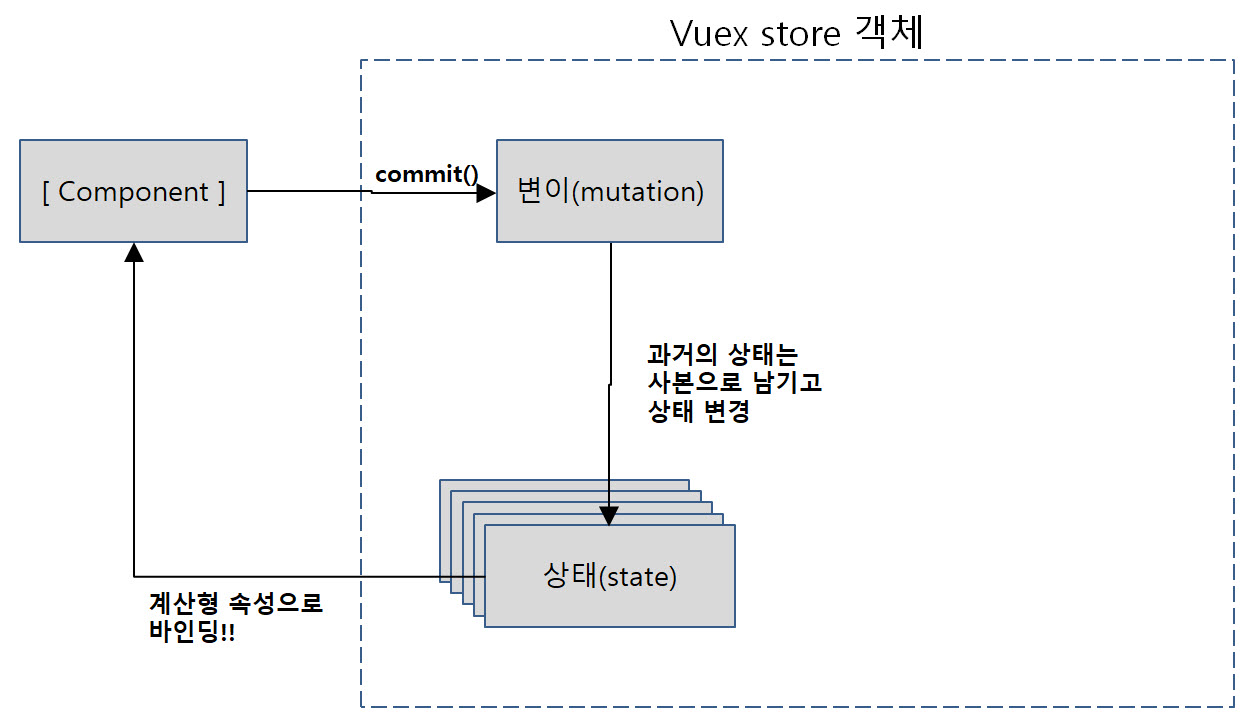 Vuex store 객체
[ Component ]
commit()
변이(mutation)
과거의 상태는
사본으로 남기고
상태 변경
상태(state)
계산형 속성으로
바인딩!!